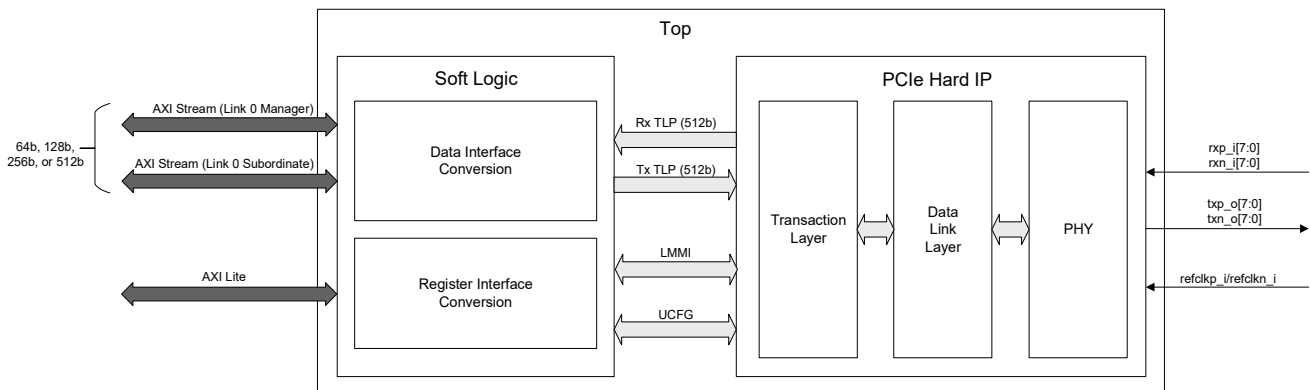 Top
Soft Logic
PCIe Hard IP
AXI Stream (Link 0 Manager)
64b, 128b,
256b, or 512b
AXI Stream (Link 0 Subordinate)
Data Interface
Conversion
Rx TLP (512b)
Tx TLP (512b)
Transaction
Layer
Data
Link
Layer
PHY
rxp_i[7:0]
rxn_i[7:0]
txp_o[7:0]
txn_o[7:0]
refclkp_i/refclkn_i
AXI Lite
Register Interface
Conversion
LMMI
UCFG